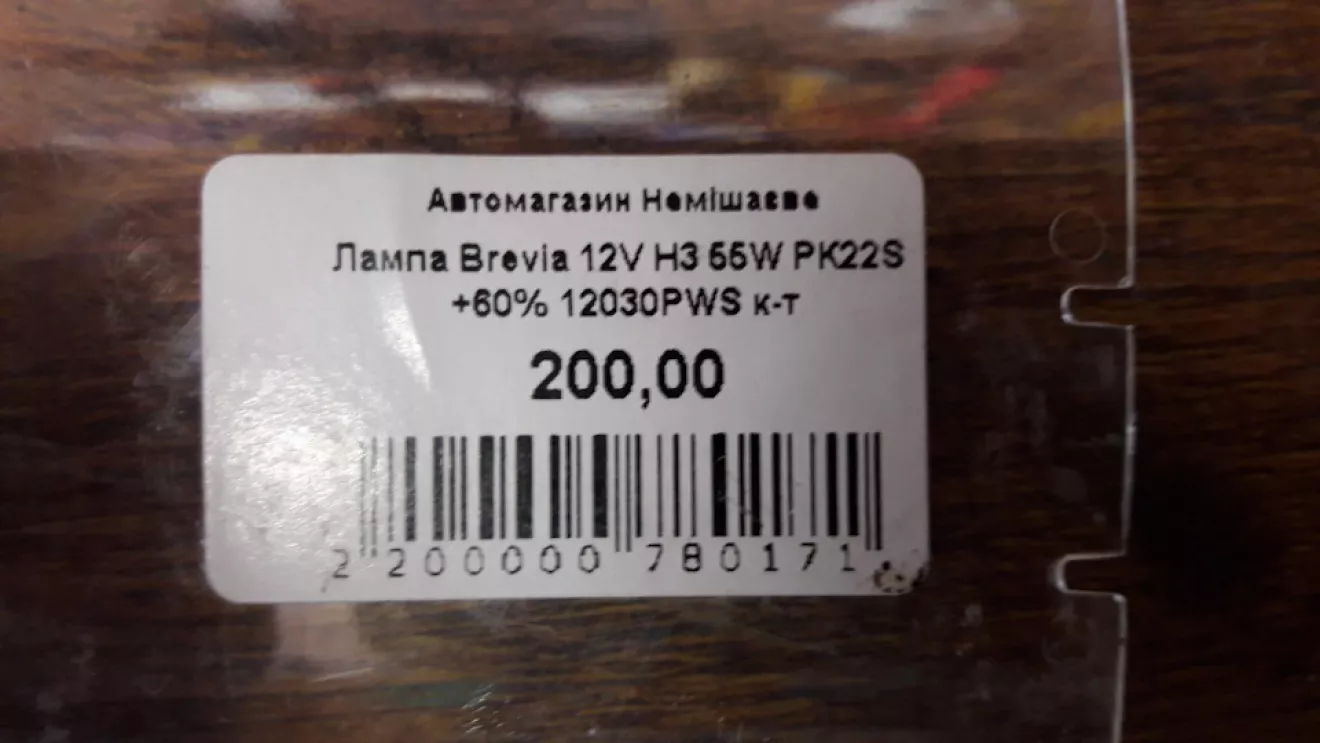 Автомагазин Немішаєве
Лампа Brevia 12V H3 55W PK22S
+60% 12030PWS к-т
200,00
2 200000 780171